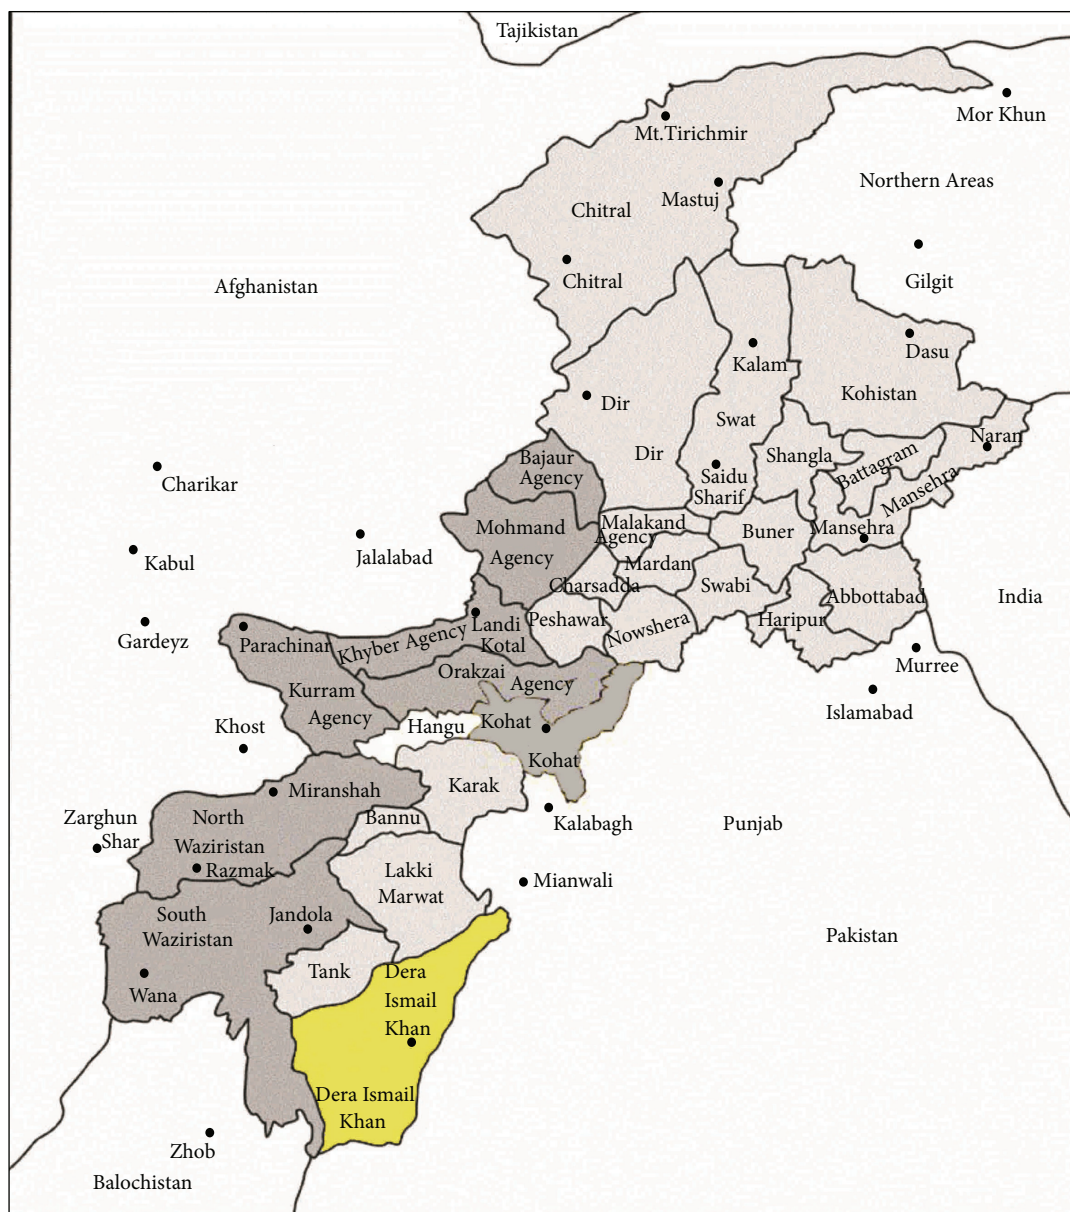 Tajikistan
Mor Khun
Mt.Tirichmir
Northern Areas
Mastuj
Chitral
Chitral
Gilgit
Afghanistan
Dasu
Kalam
Kohistan
Dir
Swat
Naran
Dir
Shangla
Battagram
Bajaur
Agency
Saidu
Sharif
Mansehra
Charikar
Mohmand
Agency
Malakand
Agency
Buner
Mansehra
Jalalabad
Kabul
Mardan
Charsadda
Swabi
Abbottabad
India
Gardeyz
Parachinar
Khyber Agency
Landi
Kotal
Peshawar
Nowshera
Haripur
Murree
Orakzai
Agency
Kurram
Agency
Islamabad
Khost
Hangu
Kohat
Kohat
Miranshah
Karak
Zarghun
Shar
North
Waziristan
Bannu
Kalabagh
Punjab
Razmak
Lakki
Marwat
Mianwali
South
Waziristan
Jandola
Pakistan
Wana
Tank
Dera
Ismail
Khan
Dera Ismail
Khan
Zhob
Balochistan